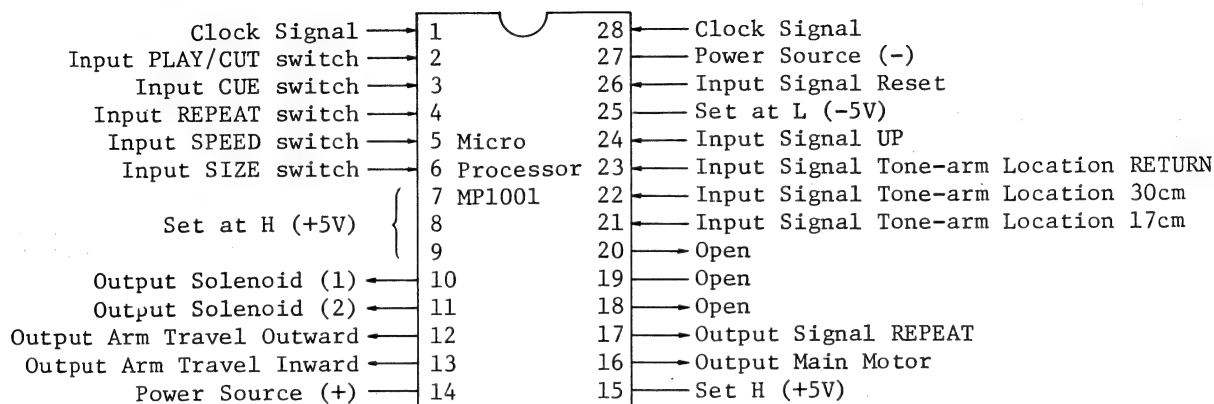 Clock Signal 1 28 Clock Signal
Input PLAY/CUT switch 2 27 Power Source (-)
Input CUE switch 3 26 Input Signal Reset
Input REPEAT switch 4 25 Set at L (-5V)
Input SPEED switch 5 Micro 24 Input Signal UP
Input SIZE switch 6 Processor 23 Input Signal Tone-arm Location RETURN
7 MP1001 22 Input Signal Tone-arm Location 30cm
Set at H (+5V) 8 21 Input Signal Tone-arm Location 17cm
9 20 Open
Output Solenoid (1) 10 19 Open
Output Solenoid (2) 11 18 Open
Output Arm Travel Outward 12 17 Output Signal REPEAT
Output Arm Travel Inward 13 16 Output Main Motor
Power Source (+) 14 15 Set H (+5V)